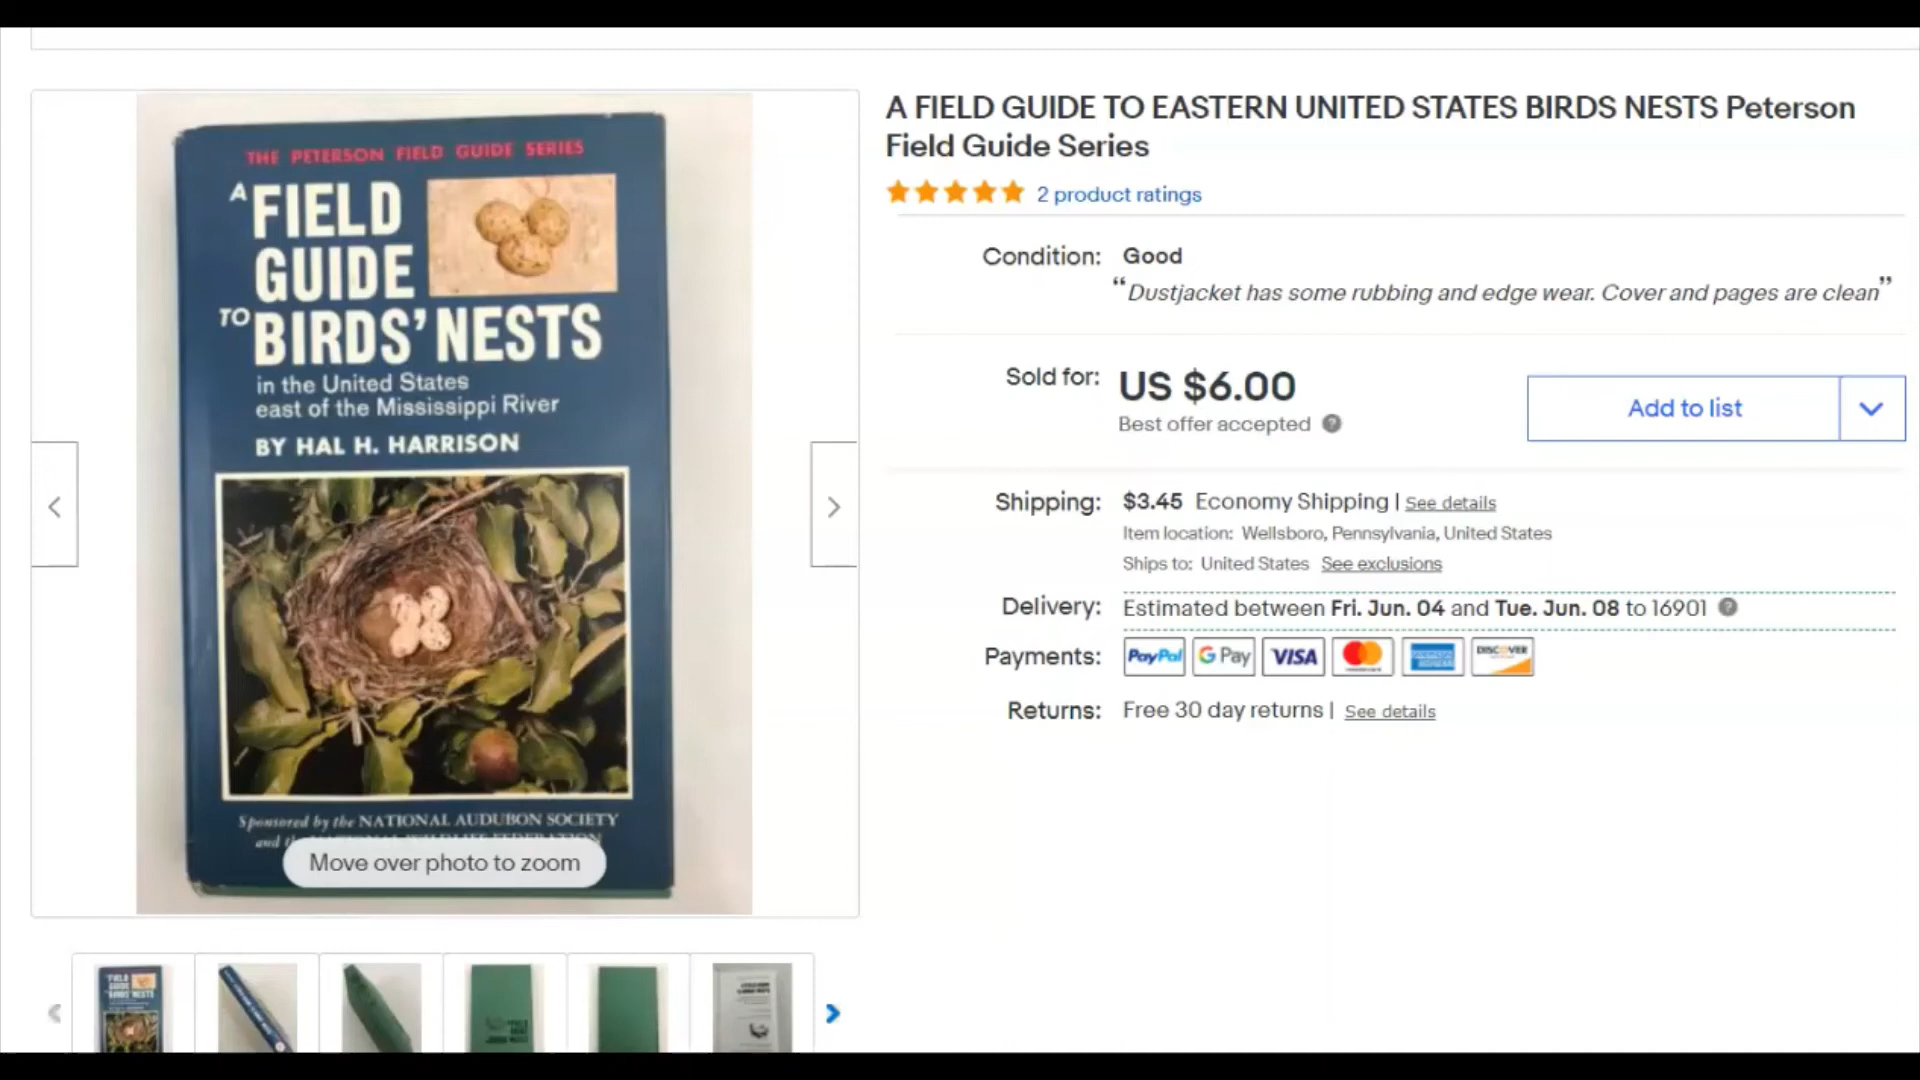 THE PETERSON FIELD GUIDE SERIES
A FIELD
GUIDE
TO BIRDS' NESTS
in the United States
east of the Mississippi River
BY HAL H. HARRISON
Sponsored by the NATIONAL AUDUBON SOCIETY
Move over photo to zoom
A FIELD GUIDE TO EASTERN UNITED STATES BIRDS NESTS Peterson
Field Guide Series
2 product ratings
Condition: Good
“Dustjacket has some rubbing and edge wear. Cover and pages are clean”
Sold for: US $6.00
Best offer accepted
Add to list
Shipping: $3.45 Economy Shipping | See details
Item location: Wellsboro, Pennsylvania, United States
Ships to: United States See exclusions
Delivery: Estimated between Fri. Jun. 04 and Tue. Jun. 08 to 16901
Payments: PayPal G Pay VISA DISCOVER
Returns: Free 30 day returns | See details